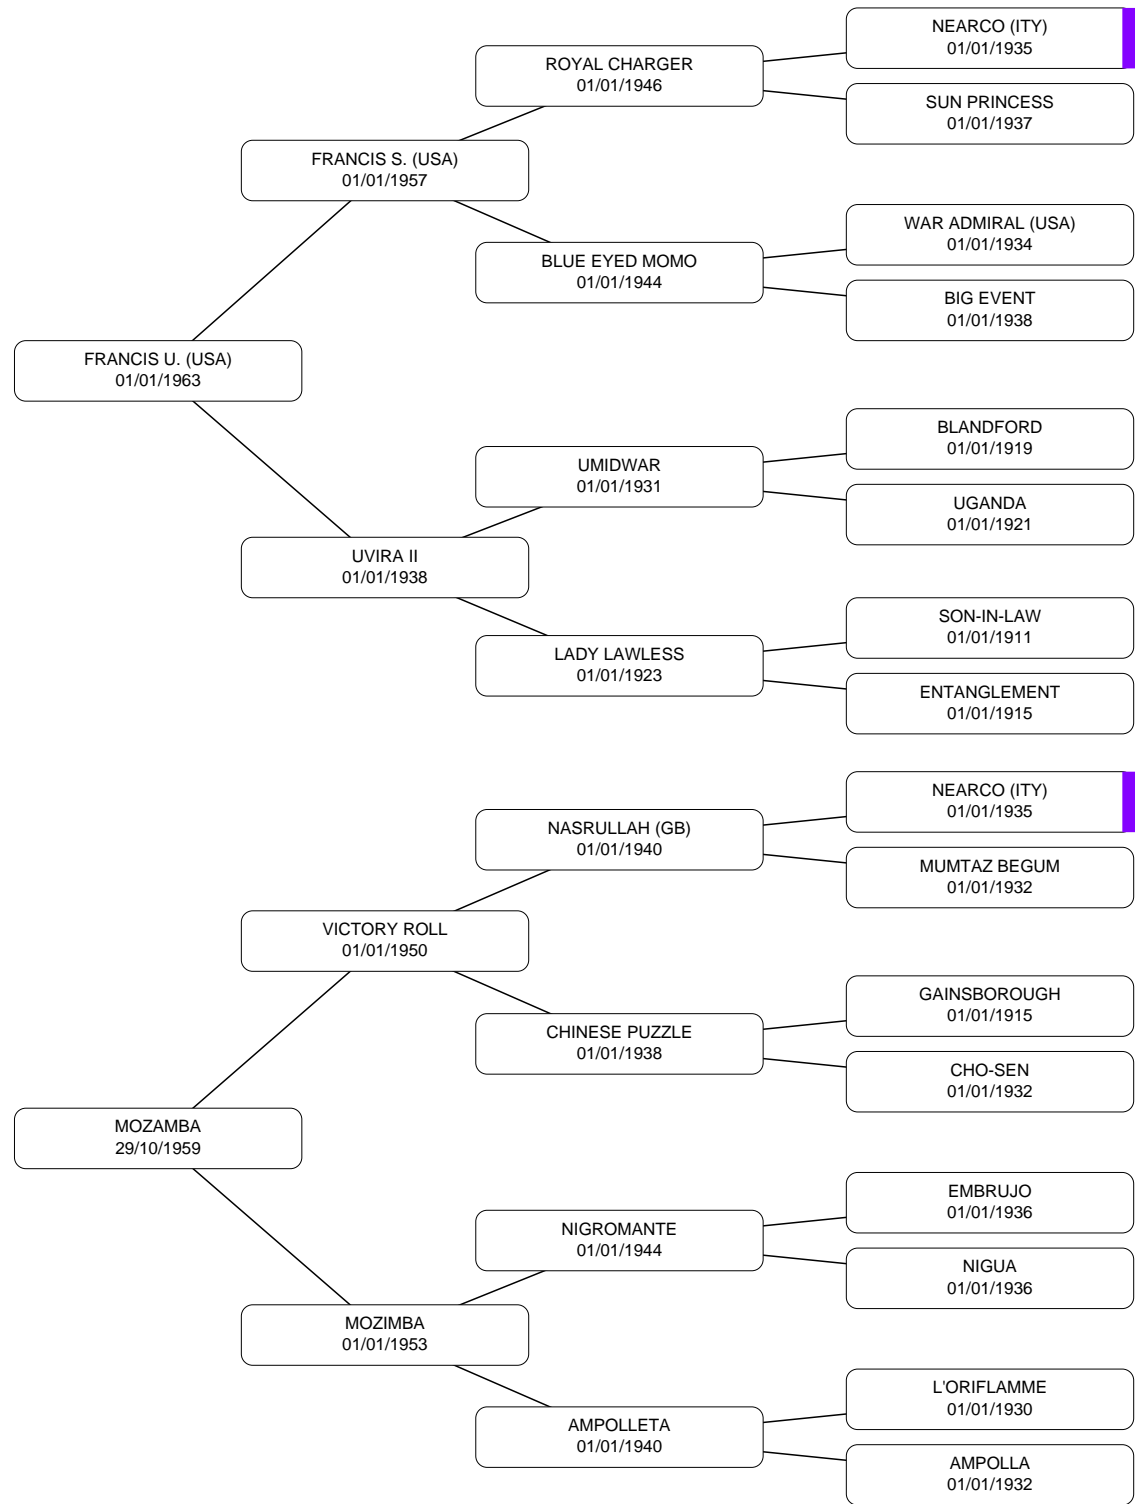 NEARCO (ITY)
01/01/1935
ROYAL CHARGER
01/01/1946
SUN PRINCESS
01/01/1937
FRANCIS S. (USA)
01/01/1957
WAR ADMIRAL (USA)
01/01/1934
BLUE EYED MOMO
01/01/1944
BIG EVENT
01/01/1938
FRANCIS U. (USA)
01/01/1963
BLANDFORD
01/01/1919
UMIDWAR
01/01/1931
UGANDA
01/01/1921
UVIRA II
01/01/1938
SON-IN-LAW
01/01/1911
LADY LAWLESS
01/01/1923
ENTANGLEMENT
01/01/1915
NEARCO (ITY)
01/01/1935
NASRULLAH (GB)
01/01/1940
MUMTAZ BEGUM
01/01/1932
VICTORY ROLL
01/01/1950
GAINSBOROUGH
01/01/1915
CHINESE PUZZLE
01/01/1938
CHO-SEN
01/01/1932
MOZAMBA
29/10/1959
EMBRUJO
01/01/1936
NIGROMANTE
01/01/1944
NIGUA
01/01/1936
MOZIMBA
01/01/1953
L'ORIFLAMME
01/01/1930
AMPOLLETA
01/01/1940
AMPOLLA
01/01/1932